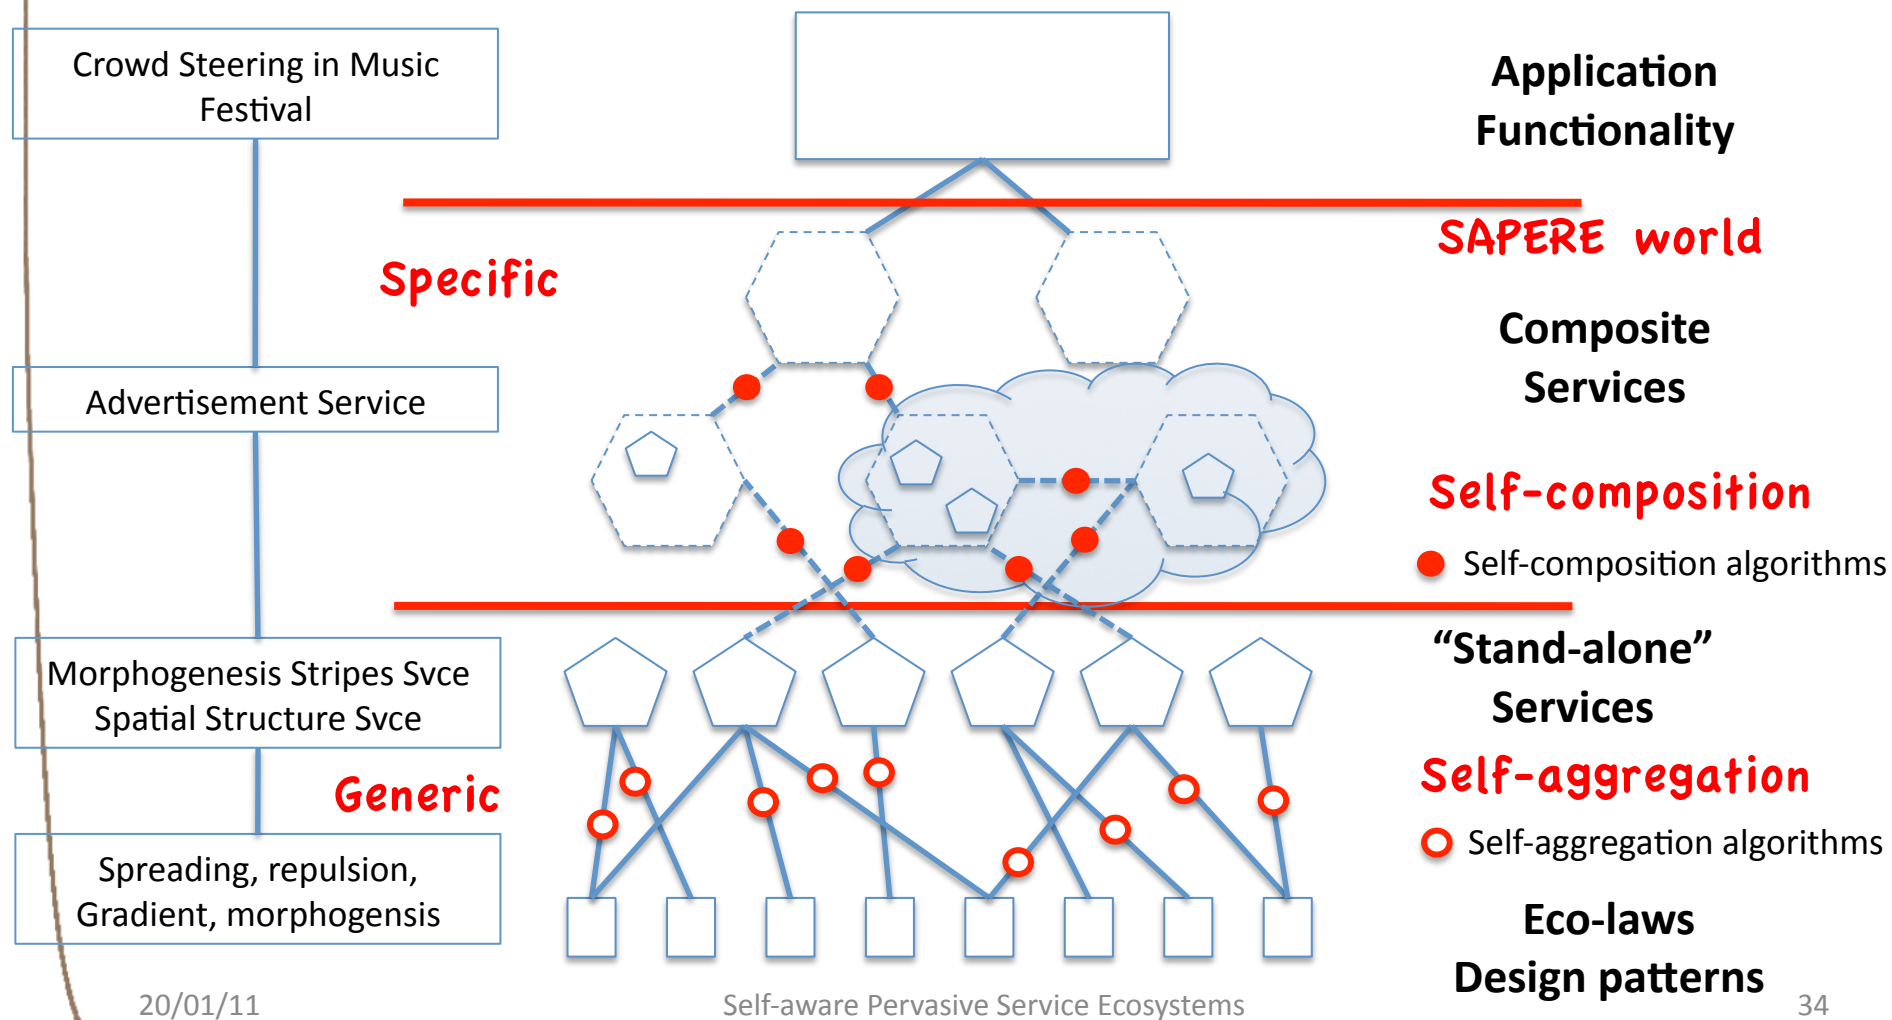 Crowd Steering in Music
Festival
Application
Functionality
SAPERE world
Specific
Composite
Services
Advertisement Service
Self-composition
Self-composition algorithms
"Stand-alone"
Services
Morphogenesis Stripes Svce
Spatial Structure Svce
Self-aggregation
Generic
Self-aggregation algorithms
Spreading, repulsion,
Gradient, morphogensis
Eco-laws
Design patterns
20/01/11
Self-aware Pervasive Service Ecosystems
34